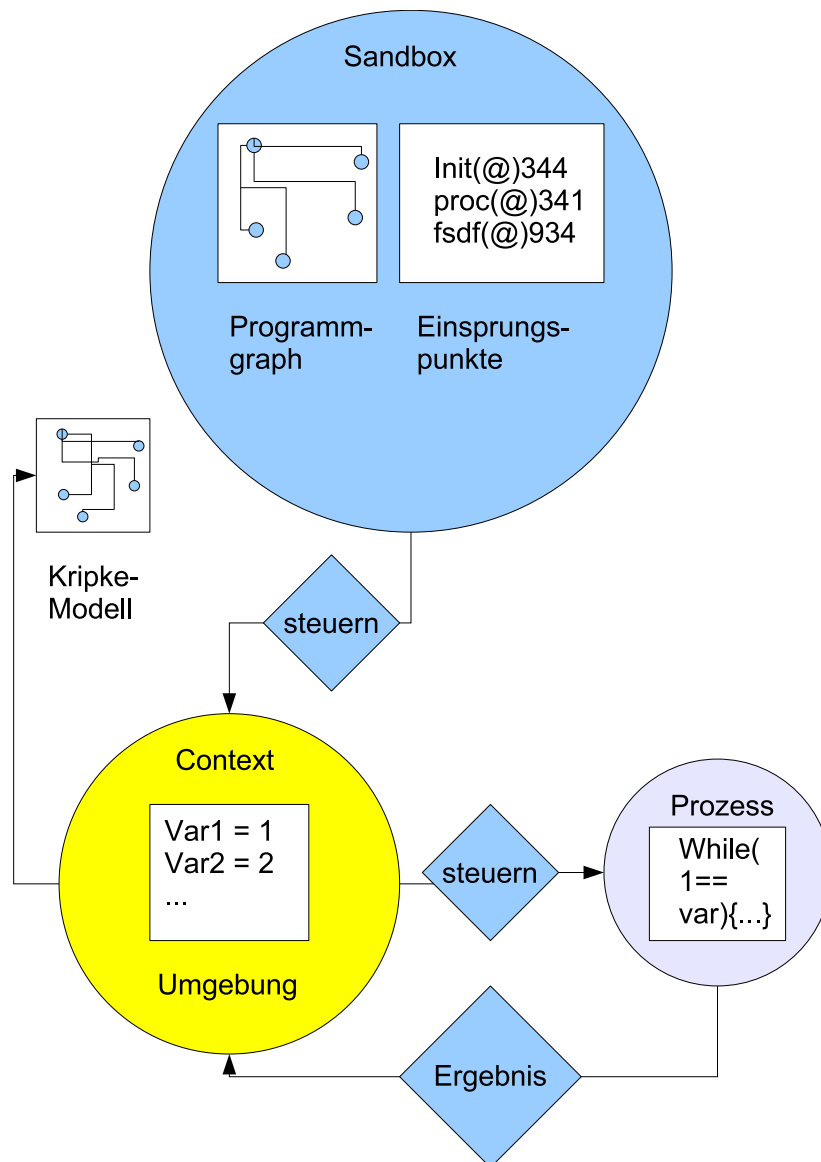 Sandbox
Init(@)344
proc(@)341
fsdf(@)934
Programm-
graph
Einsprungs-
punkte
Kripke-
Modell
steuern
Context
Var1 = 1
Var2 = 2
...
Umgebung
steuern
Prozess
While(
1==
var){...}
Ergebnis